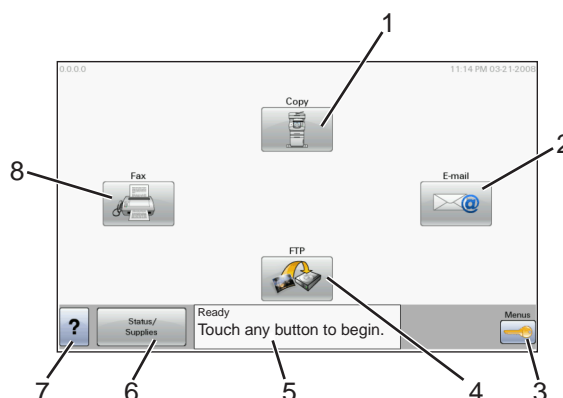 1
0.0.0.0
11:14 PM 03-21-2008
Copy
2
8
Fax
E-mail
FTP
?
Status/
Supplies
Ready
Touch any button to begin.
Menus
7
6
5
4
3